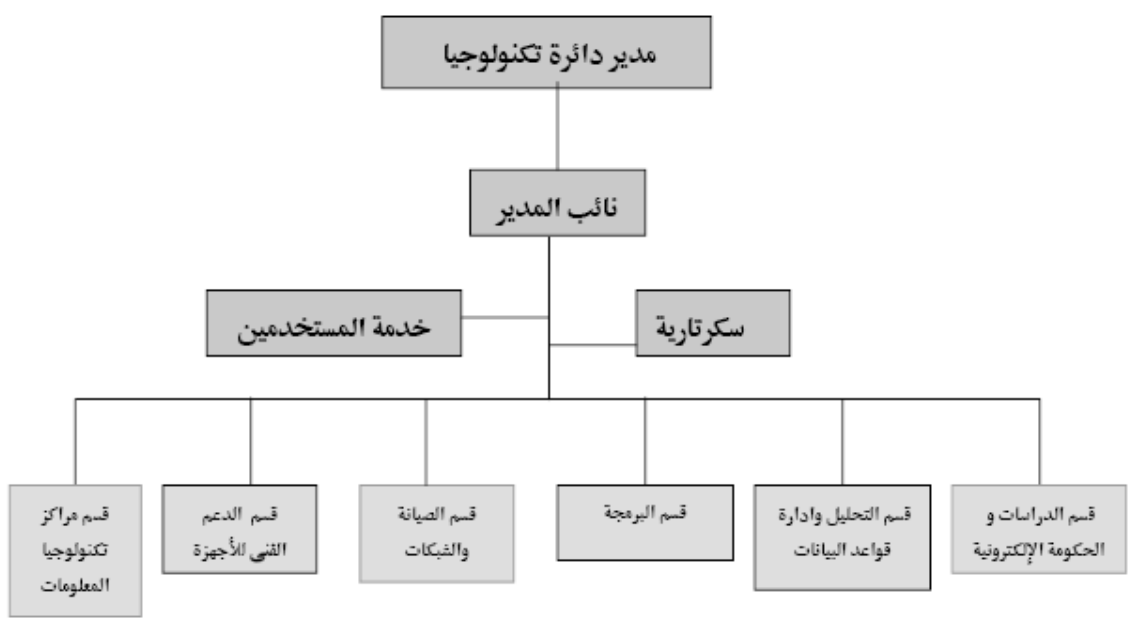 مدير دائرة تكنولوجيا
نائب المدير
سكرتارية
خدمة المستخدمين
قسم الدراسات و
الحكومة الإلكترونية
قسم التحليل وادارة
قواعد البيانات
قسم البرمجة
قسم الصيانة
والشبكات
قسم الدعم
الفنى للأجهزة
قسم مراكز
تكنولوجيا
المعلومات